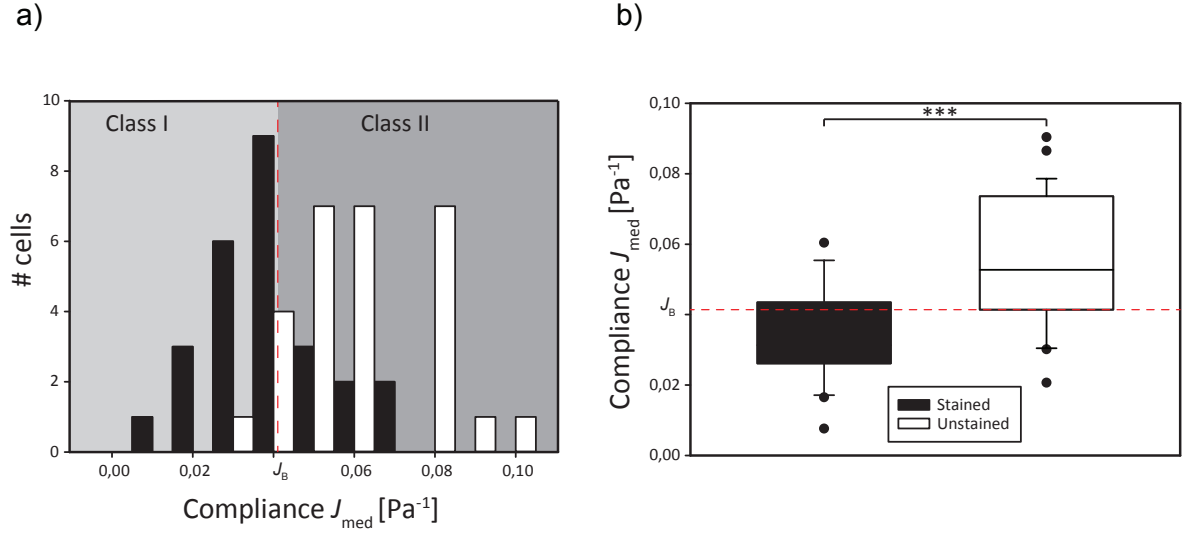 a)
10
8
6
4
2
0
# cells
Class I
Class II
0,00
0,02
J_B
0,06
0,08
0,10
Compliance J_med [Pa⁻¹]
b)
0,10
0,08
0,06
J_B
0,02
0,00
Compliance J_med [Pa⁻¹]
***
Stained
Unstained